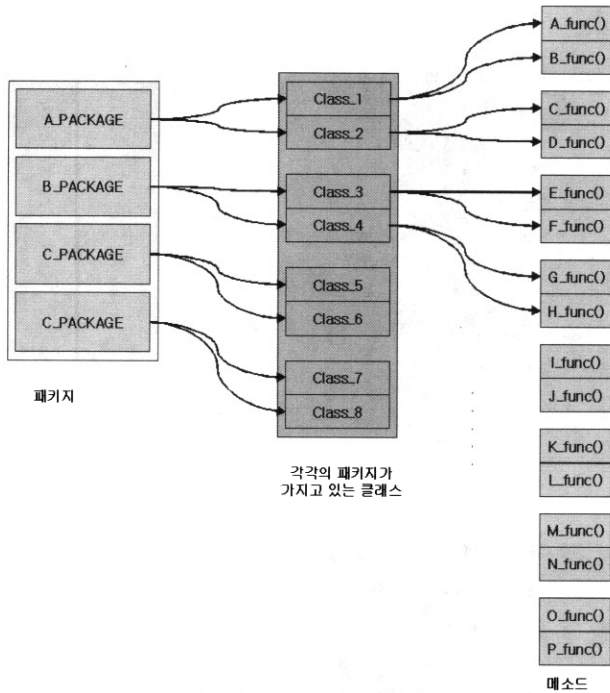 A_PACKAGE
B_PACKAGE
C_PACKAGE
C_PACKAGE
패키지
Class_1
Class_2
Class_3
Class_4
Class_5
Class_6
Class_7
Class_8
각각의 패키지가
가지고 있는 클래스
A_func()
B_func()
C_func()
D_func()
E_func()
F_func()
G_func()
H_func()
I_func()
J_func()
K_func()
L_func()
M_func()
N_func()
O_func()
P_func()
메소드